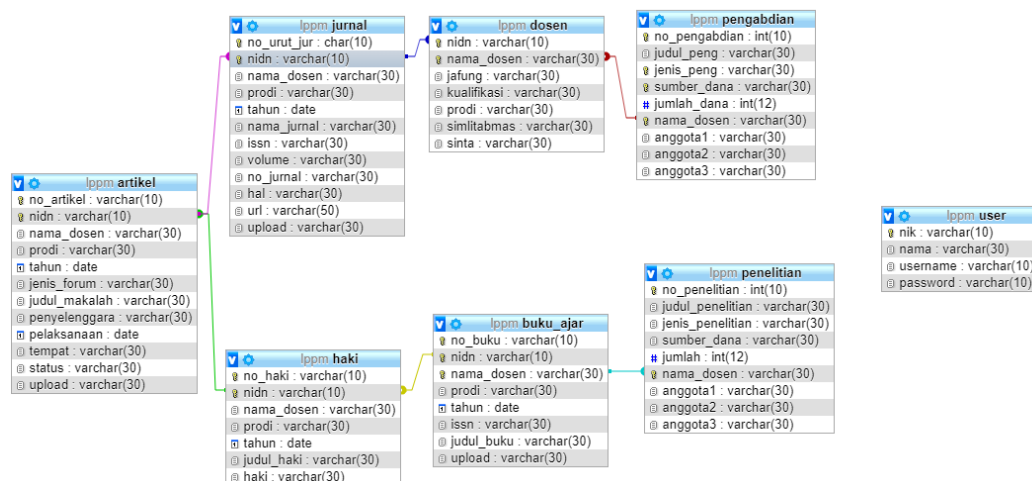 lppm jurnal
no_urut_jur : char(10)
nidn : varchar(10)
nama_dosen : varchar(30)
prodi : varchar(30)
tahun : date
nama_jurnal : varchar(30)
issn : varchar(30)
volume : varchar(30)
no_jurnal : varchar(30)
hal : varchar(30)
url : varchar(50)
upload : varchar(30)
lppm dosen
nidn : varchar(10)
nama_dosen : varchar(30)
jafung : varchar(30)
kualifikasi : varchar(30)
prodi : varchar(30)
simlitabmas : varchar(30)
sinta : varchar(30)
lppm pengabdian
no_pengabdian : int(10)
judul_peng : varchar(30)
jenis_peng : varchar(30)
sumber_dana : varchar(30)
# jumlah_dana : int(12)
nama_dosen : varchar(30)
anggota1 : varchar(30)
anggota2 : varchar(30)
anggota3 : varchar(30)
lppm artikel
no_artikel : varchar(10)
nidn : varchar(10)
nama_dosen : varchar(30)
prodi : varchar(30)
tahun : date
jenis_forum : varchar(30)
judul_makalah : varchar(30)
penyelenggara : varchar(30)
pelaksanaan : date
tempat : varchar(30)
status : varchar(30)
upload : varchar(30)
lppm user
nik : varchar(10)
nama : varchar(30)
username : varchar(10)
password : varchar(10)
lppm penelitian
no_penelitian : int(10)
judul_penelitian : varchar(30)
jenis_penelitian : varchar(30)
sumber_dana : varchar(30)
# jumlah : int(12)
nama_dosen : varchar(30)
anggota1 : varchar(30)
anggota2 : varchar(30)
anggota3 : varchar(30)
lppm buku_ajar
no_buku : varchar(10)
nidn : varchar(10)
nama_dosen : varchar(30)
prodi : varchar(30)
tahun : date
issn : varchar(30)
judul_buku : varchar(30)
upload : varchar(30)
lppm haki
no_haki : varchar(10)
nidn : varchar(10)
nama_dosen : varchar(30)
prodi : varchar(30)
tahun : date
judul_haki : varchar(30)
haki : varchar(30)